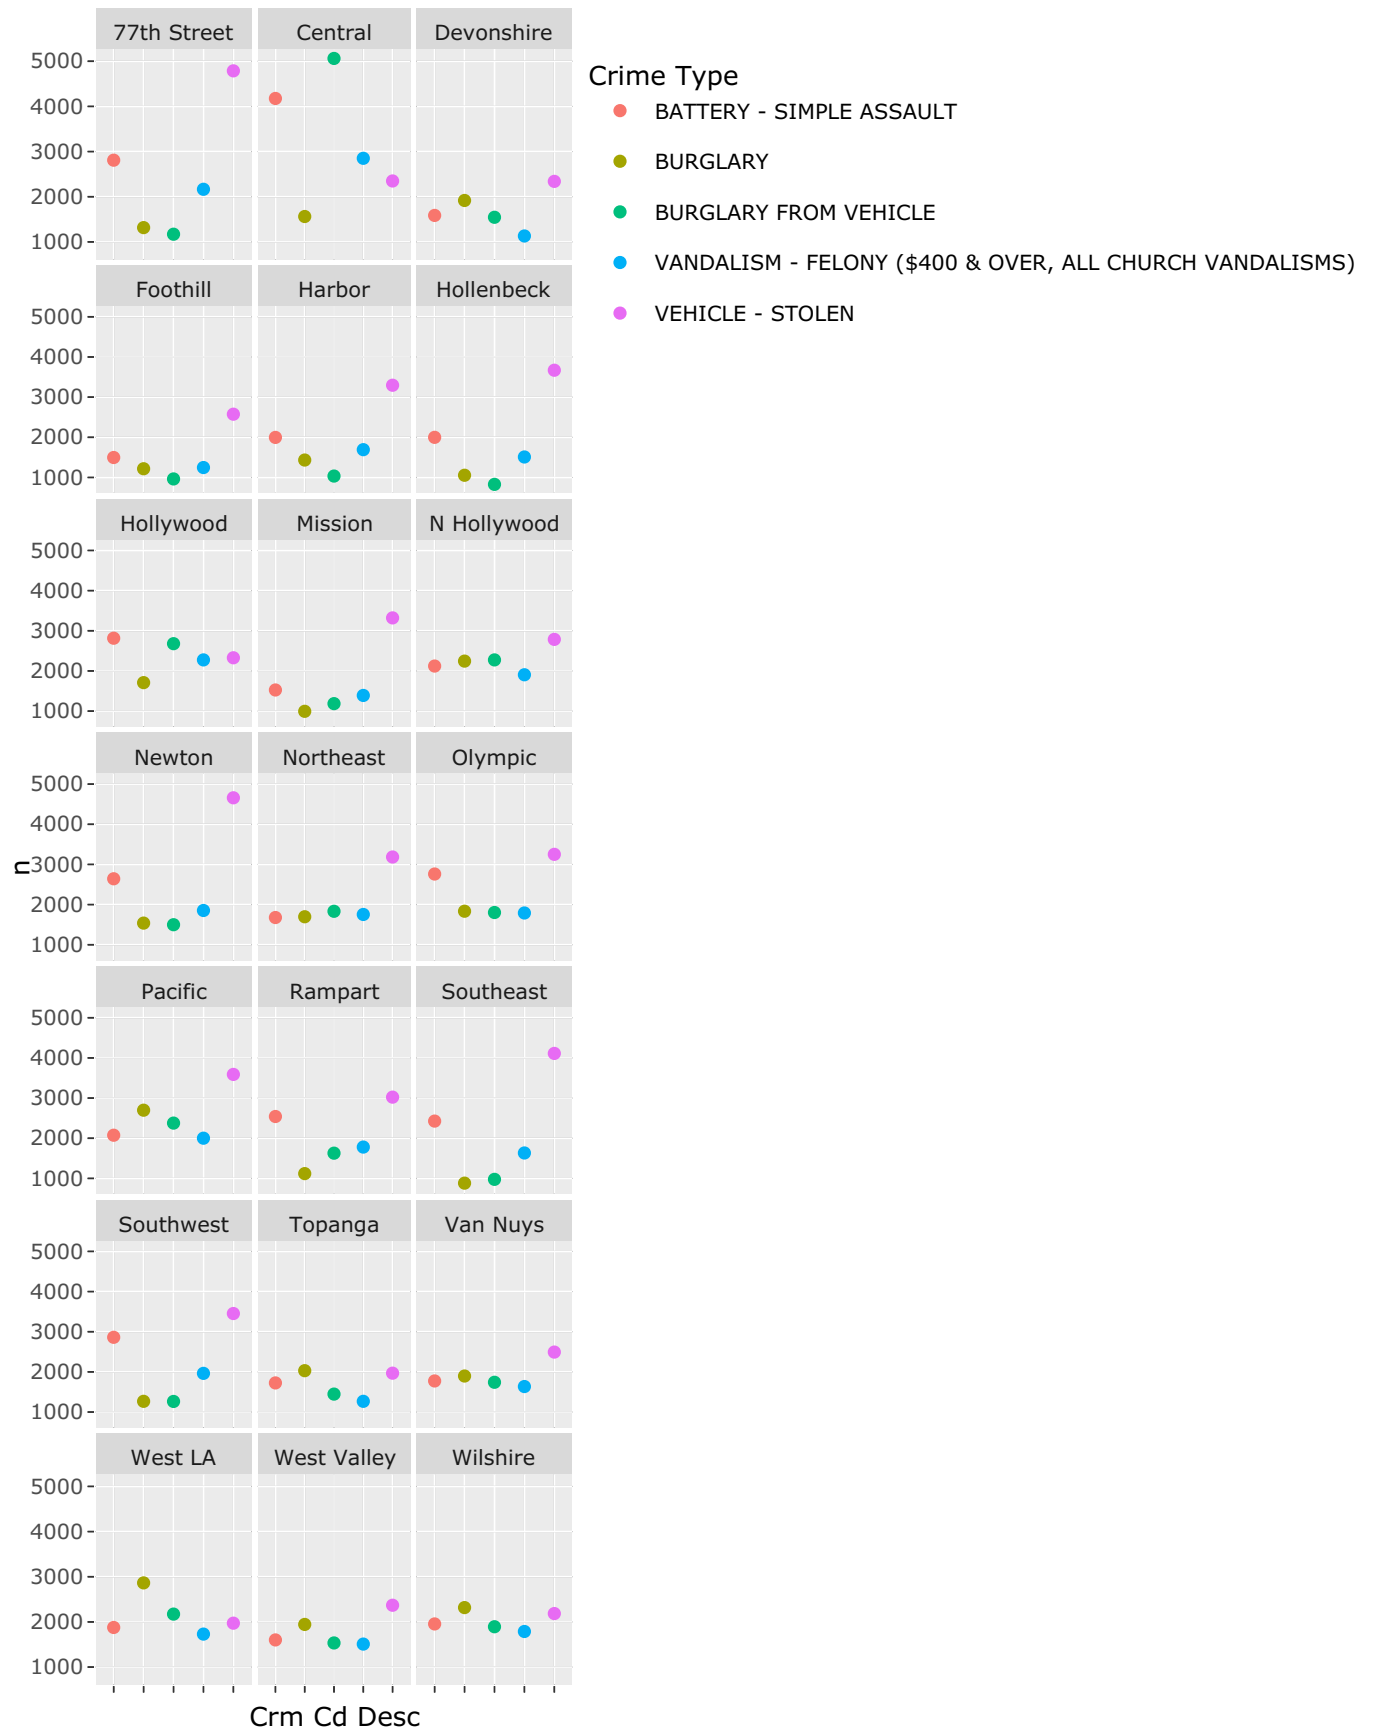 77th Street Central Devonshire
Crime Type
BATTERY - SIMPLE ASSAULT
BURGLARY
BURGLARY FROM VEHICLE
VANDALISM - FELONY ($400 & OVER, ALL CHURCH VANDALISMS)
VEHICLE - STOLEN
5000
4000
3000
2000
1000
Foothill Harbor Hollenbeck
5000
4000
3000
2000
1000
Hollywood Mission N Hollywood
5000
4000
3000
2000
1000
Newton Northeast Olympic
5000
4000
3000
2000
1000
n
Pacific Rampart Southeast
5000
4000
3000
2000
1000
Southwest Topanga Van Nuys
5000
4000
3000
2000
1000
West LA West Valley Wilshire
5000
4000
3000
2000
1000
Crm Cd Desc